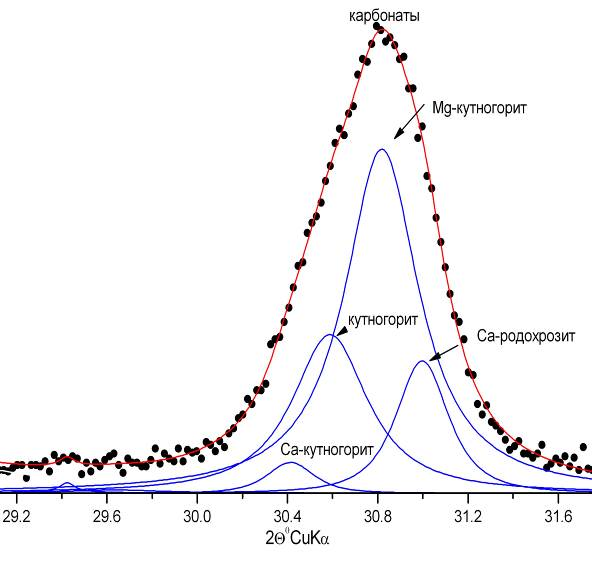 карбонаты
Mg-кутногорит
кутногорит
Ca-родохрозит
Ca-кутногорит
29.2 29.6 30.0 30.4 30.8 31.2 31.6
2Θ⁰CuKα